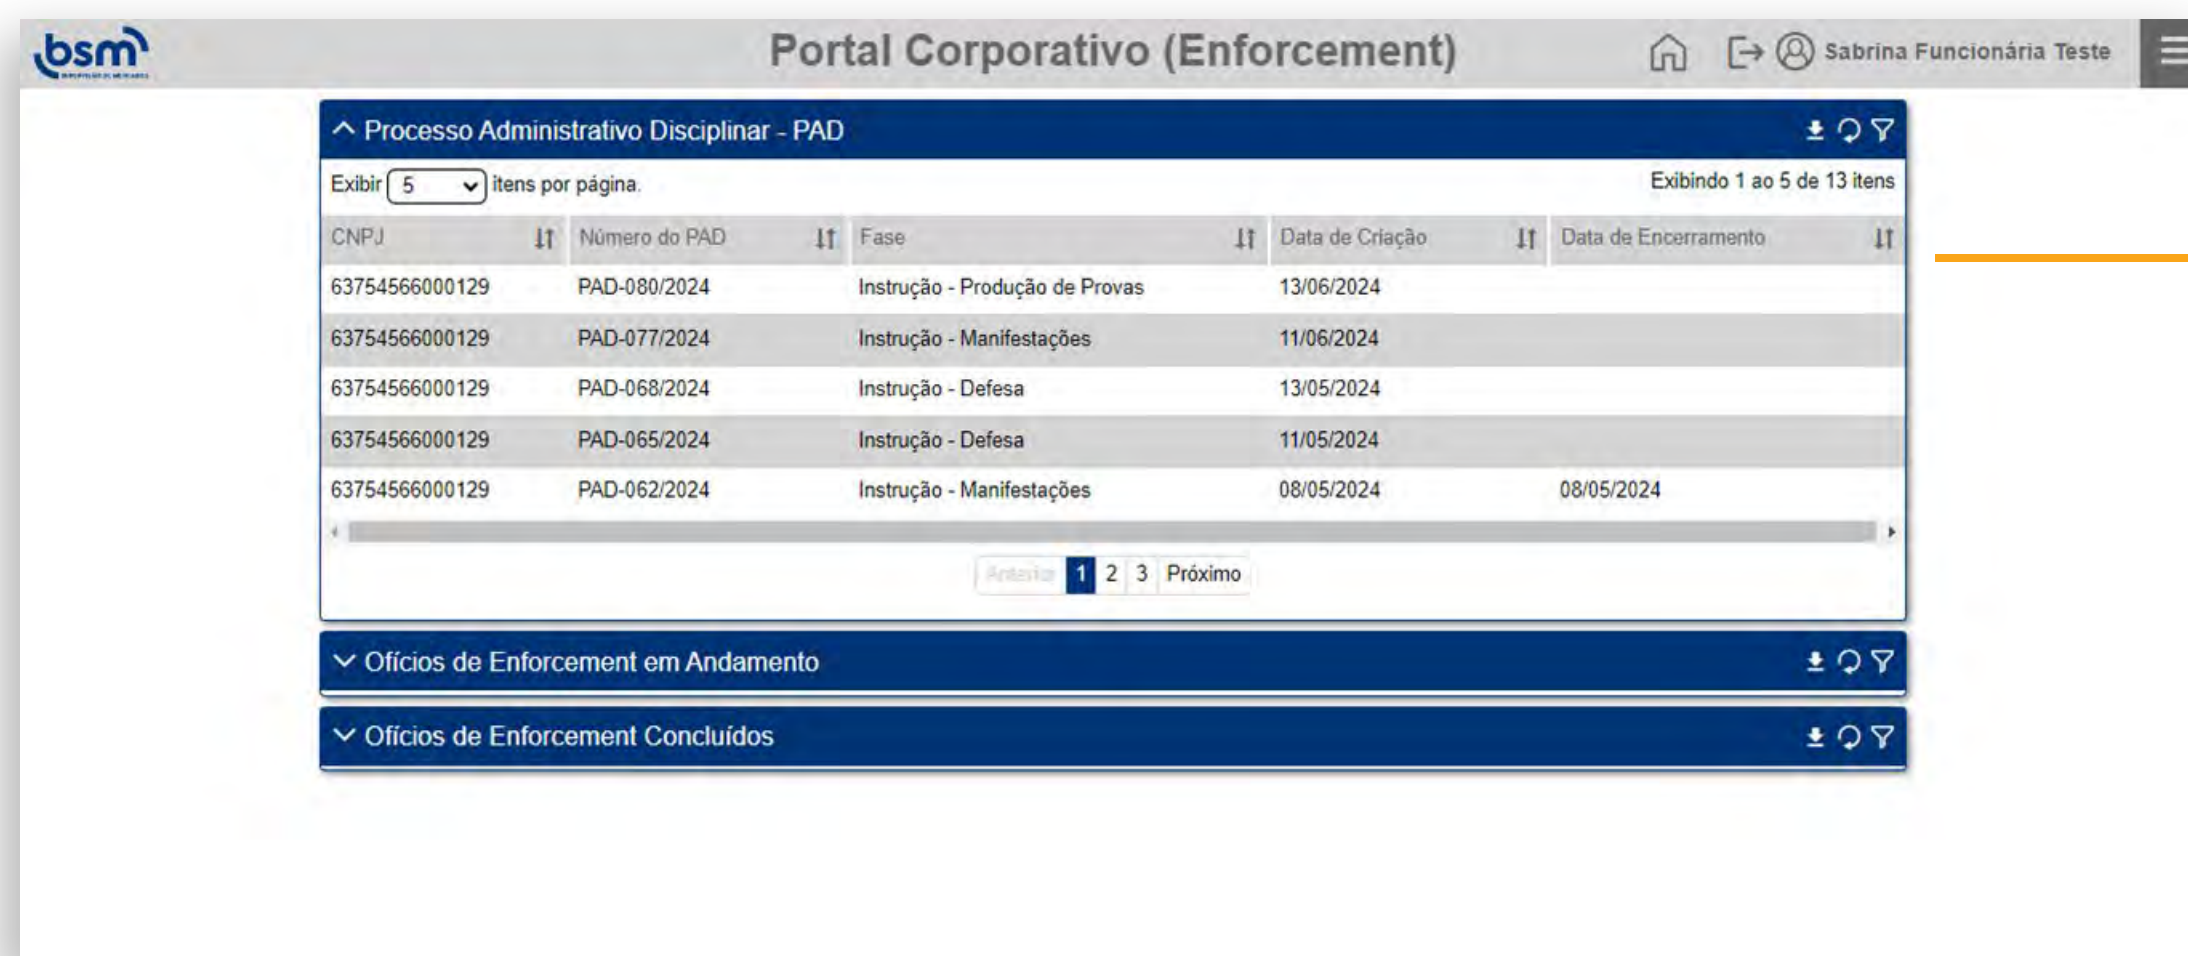 bsm
Portal Corporativo (Enforcement)
Sabrina Funcionária Teste
Processo Administrativo Disciplinar - PAD
Exibir 5 itens por página.
Exibindo 1 ao 5 de 13 itens
CNPJ Número do PAD Fase Data de Criação Data de Encerramento
63754566000129 PAD-080/2024 Instrução - Produção de Provas 13/06/2024
63754566000129 PAD-077/2024 Instrução - Manifestações 11/06/2024
63754566000129 PAD-068/2024 Instrução - Defesa 13/05/2024
63754566000129 PAD-065/2024 Instrução - Defesa 11/05/2024
63754566000129 PAD-062/2024 Instrução - Manifestações 08/05/2024 08/05/2024
Anterior 1 2 3 Próximo
Ofícios de Enforcement em Andamento
Ofícios de Enforcement Concluídos